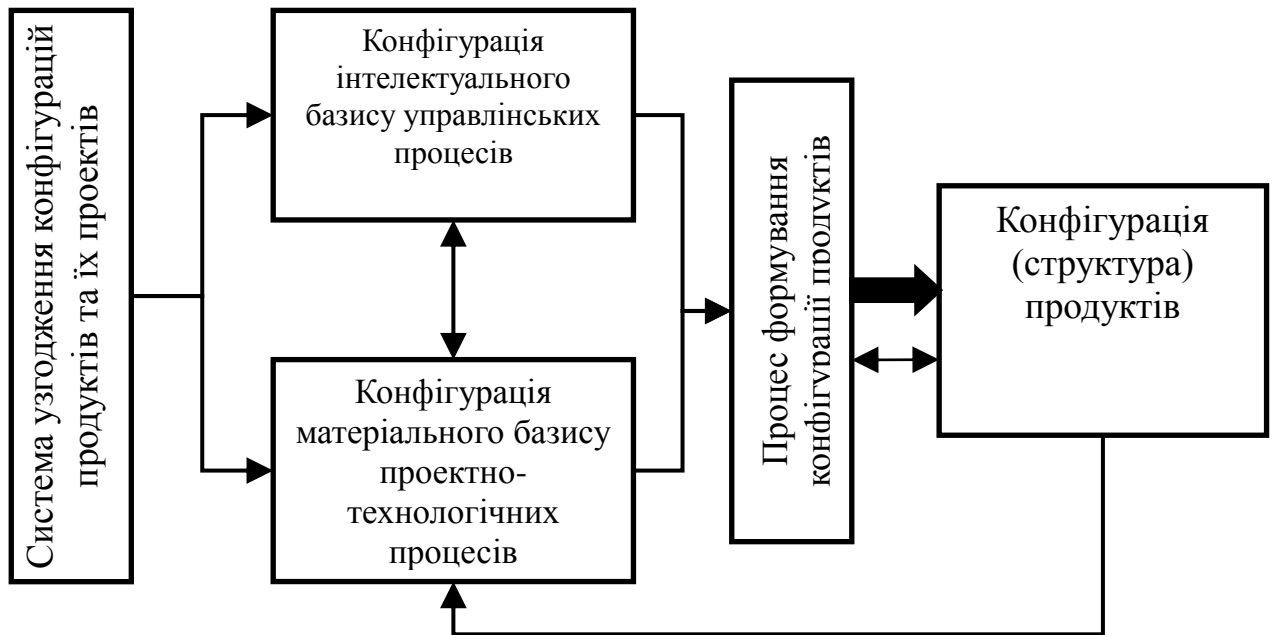 Система узгодження конфігурацій
продуктів та їх проектів
Конфігурація
інтелектуального
базису управлінських
процесів
Конфігурація
матеріального базису
проектно-
технологічних
процесів
Процес формування
конфігурації продуктів
Конфігурація
(структура)
продуктів